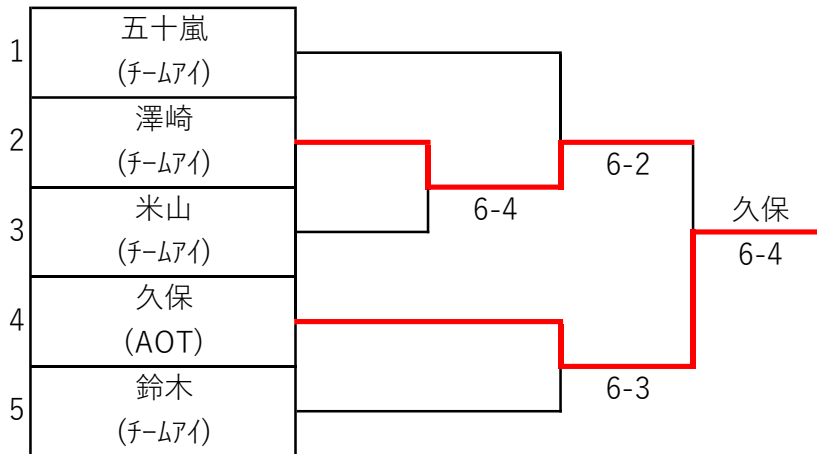 1
五十嵐
(ﾁｰﾑｱｲ)
2
澤崎
(ﾁｰﾑｱｲ)
3
米山
(ﾁｰﾑｱｲ)
4
久保
(AOT)
5
鈴木
(ﾁｰﾑｱｲ)
6-4
6-2
6-3
久保
6-4